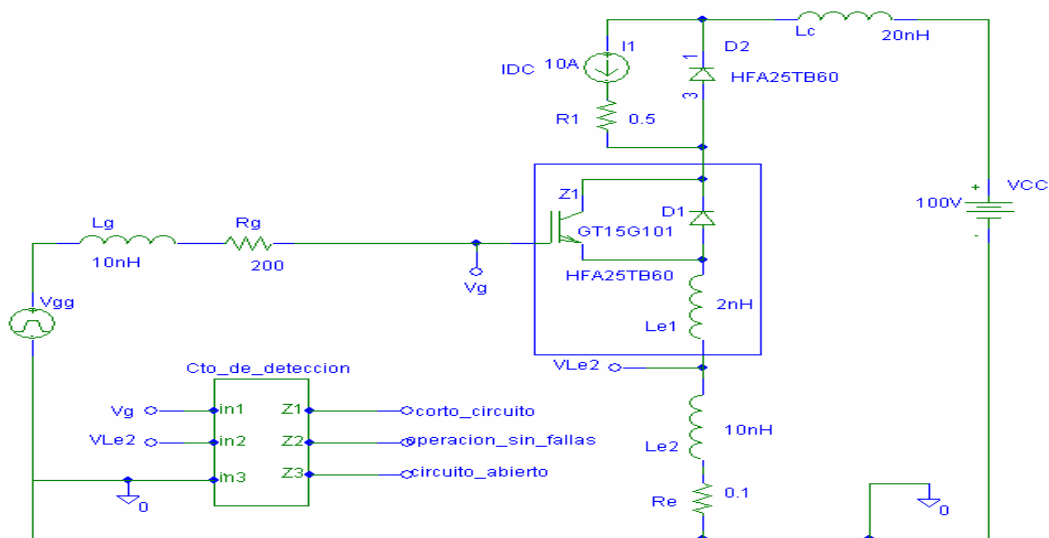 Lc
20nH
I1
D2
IDC
10A
1
HFA25TB60
3
R1
0.5
Z1
VCC
+
100V
-
D1
Lg
Rg
GT15G101
10nH
200
HFA25TB60
Vg
Vgg
2nH
Le1
VLe2
Cto_de_deteccion
Vg
in1
Z1
corto_circuito
10nH
VLe2
in2
Z2
operacion_sin_fallas
Le2
in3
Z3
circuito_abierto
0.1
Re
0
0